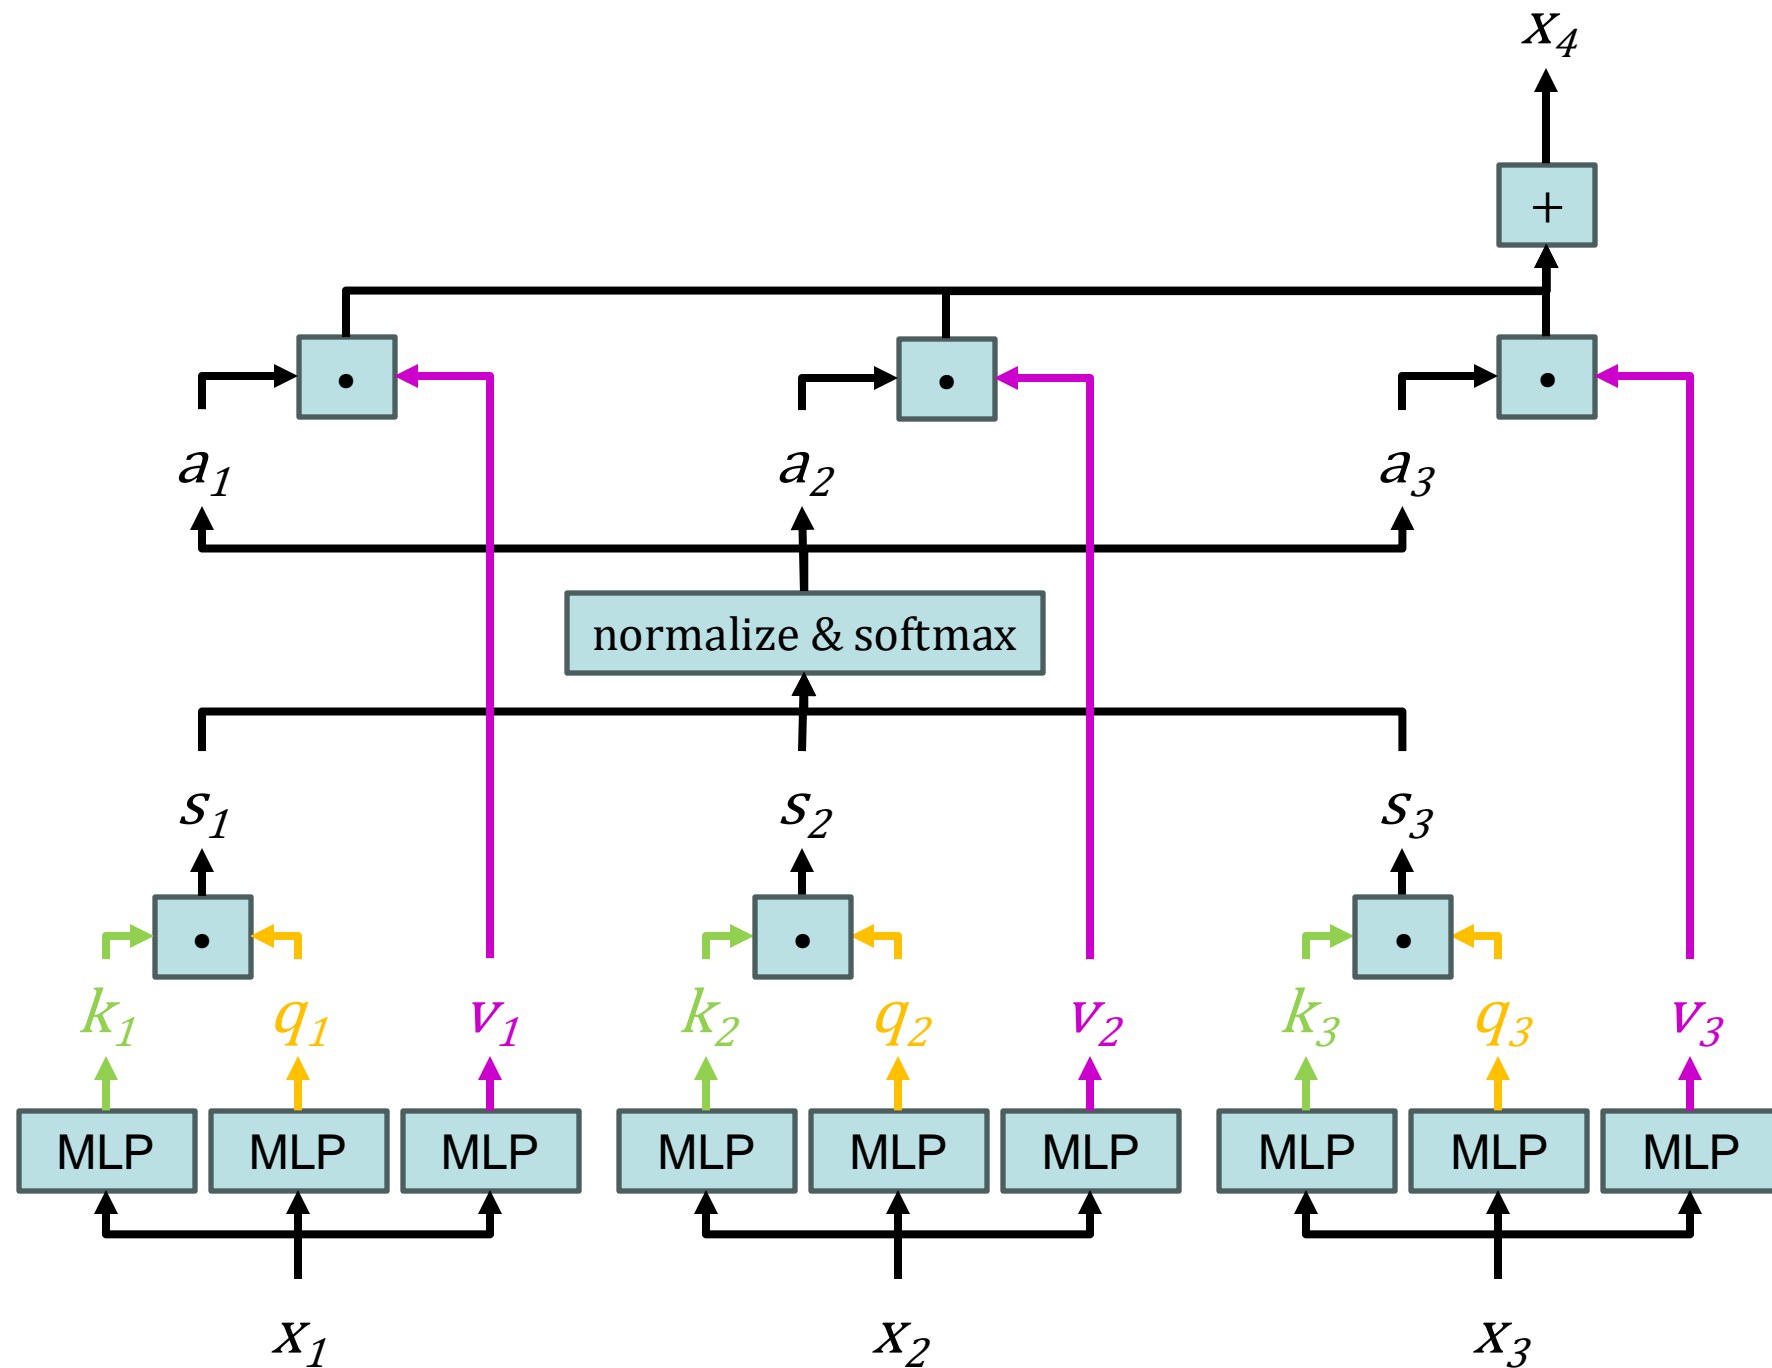 x₄
+
• • •
a₁ a₂ a₃
normalize & softmax
s₁ s₂ s₃
• • •
k₁ q₁ v₁ k₂ q₂ v₂ k₃ q₃ v₃
MLP MLP MLP MLP MLP MLP MLP MLP MLP
x₁ x₂ x₃